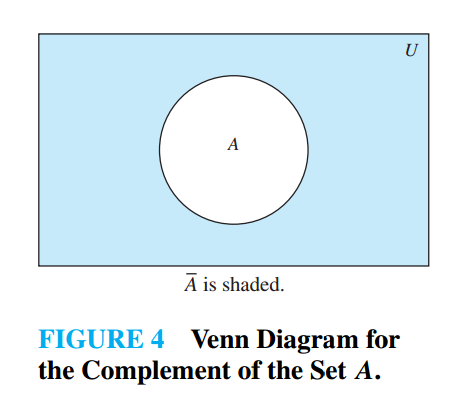 U
A
A̅ is shaded.
FIGURE 4 Venn Diagram for
the Complement of the Set A.